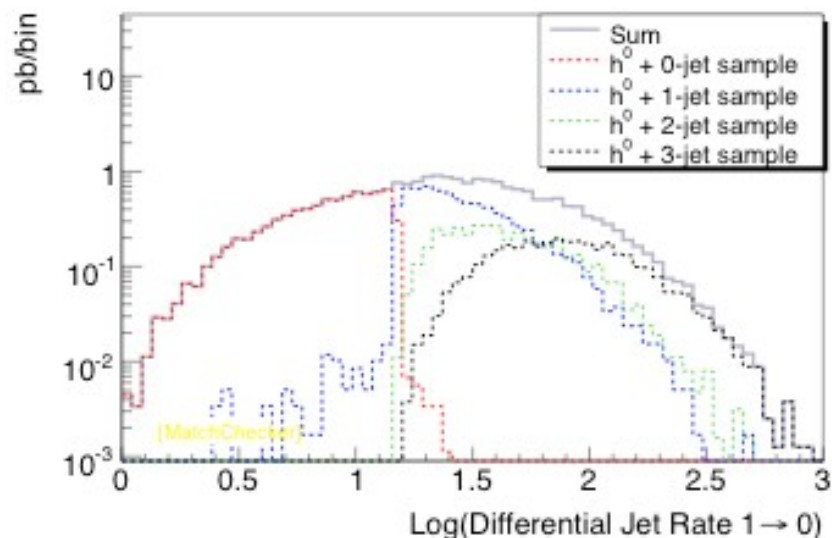 pb/bin
Sum
h⁰ + 0-jet sample
h⁰ + 1-jet sample
h⁰ + 2-jet sample
h⁰ + 3-jet sample
10
1
10⁻¹
10⁻²
10⁻³
[MatchChecker]
0 0.5 1 1.5 2 2.5 3
Log(Differential Jet Rate 1→ 0)